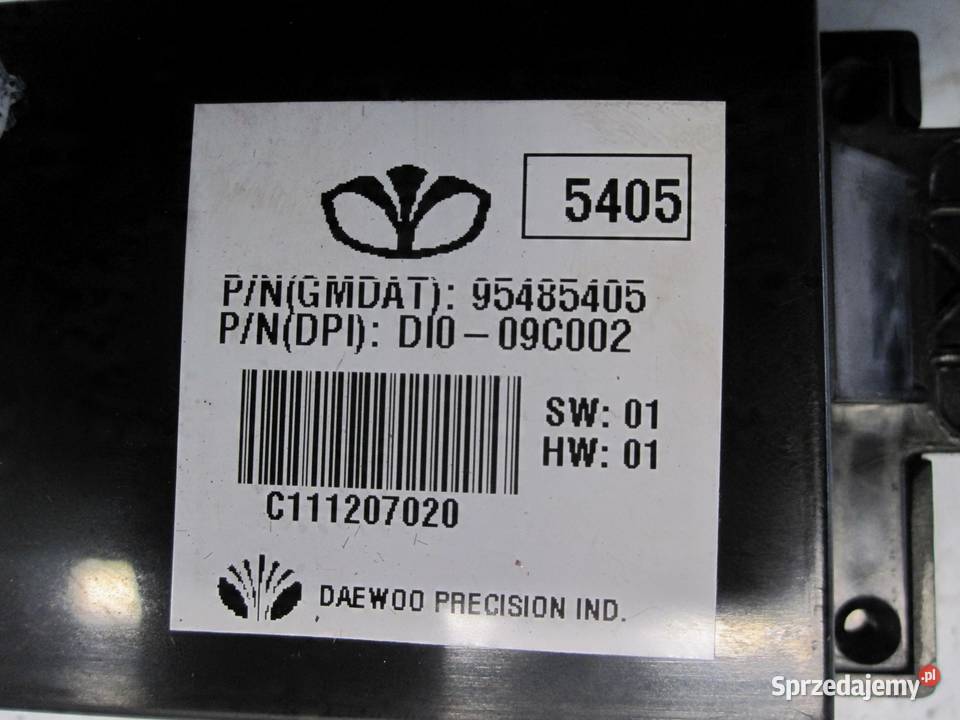 5405
P/N(GMDAT): 95485405
P/N(DPI): DI0-09C002
SW: 01
HW: 01
C111207020
DAEWOO PRECISION IND.
Sprzedajemy.pl